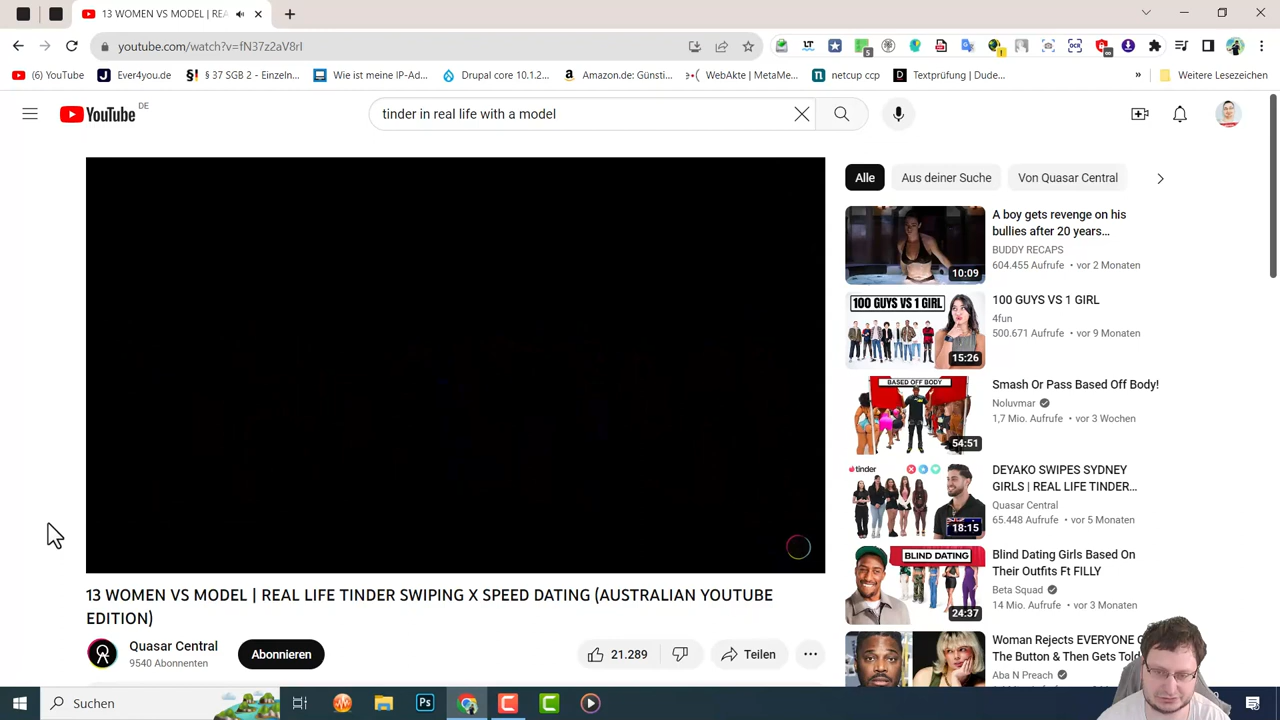 13 WOMEN VS MODEL | REA
youtube.com/watch?v=fN37z2aV8rI
(6) YouTube
Ever4you.de
§ 37 SGB 2 - Einzeln...
Wie ist meine IP-Ad...
Drupal core 10.1.2...
Amazon.de: Günsti...
WebAkte | MetaMe...
netcup ccp
Textprüfung | Dude...
»
Weitere Lesezeichen
YouTube DE
tinder in real life with a model
Alle
Aus deiner Suche
Von Quasar Central
A boy gets revenge on his
bullies after 20 years...
BUDDY RECAPS
604.455 Aufrufe • vor 2 Monaten
10:09
100 GUYS VS 1 GIRL
100 GUYS VS 1 GIRL
4fun
500.671 Aufrufe • vor 9 Monaten
15:26
BASED OFF BODY
Smash Or Pass Based Off Body!
Noluvmar
1,7 Mio. Aufrufe • vor 3 Wochen
54:51
tinder
DEYAKO SWIPES SYDNEY
GIRLS | REAL LIFE TINDER...
Quasar Central
65.448 Aufrufe • vor 5 Monaten
18:15
BLIND DATING
Blind Dating Girls Based On
Their Outfits Ft FILLY
Beta Squad
14 Mio. Aufrufe • vor 3 Monaten
24:37
Woman Rejects EVERYONE
The Button & Then Gets Told
Aba N Preach
13 WOMEN VS MODEL | REAL LIFE TINDER SWIPING X SPEED DATING (AUSTRALIAN YOUTUBE
EDITION)
Quasar Central
9540 Abonnenten
Abonnieren
21.289
Teilen
Suchen